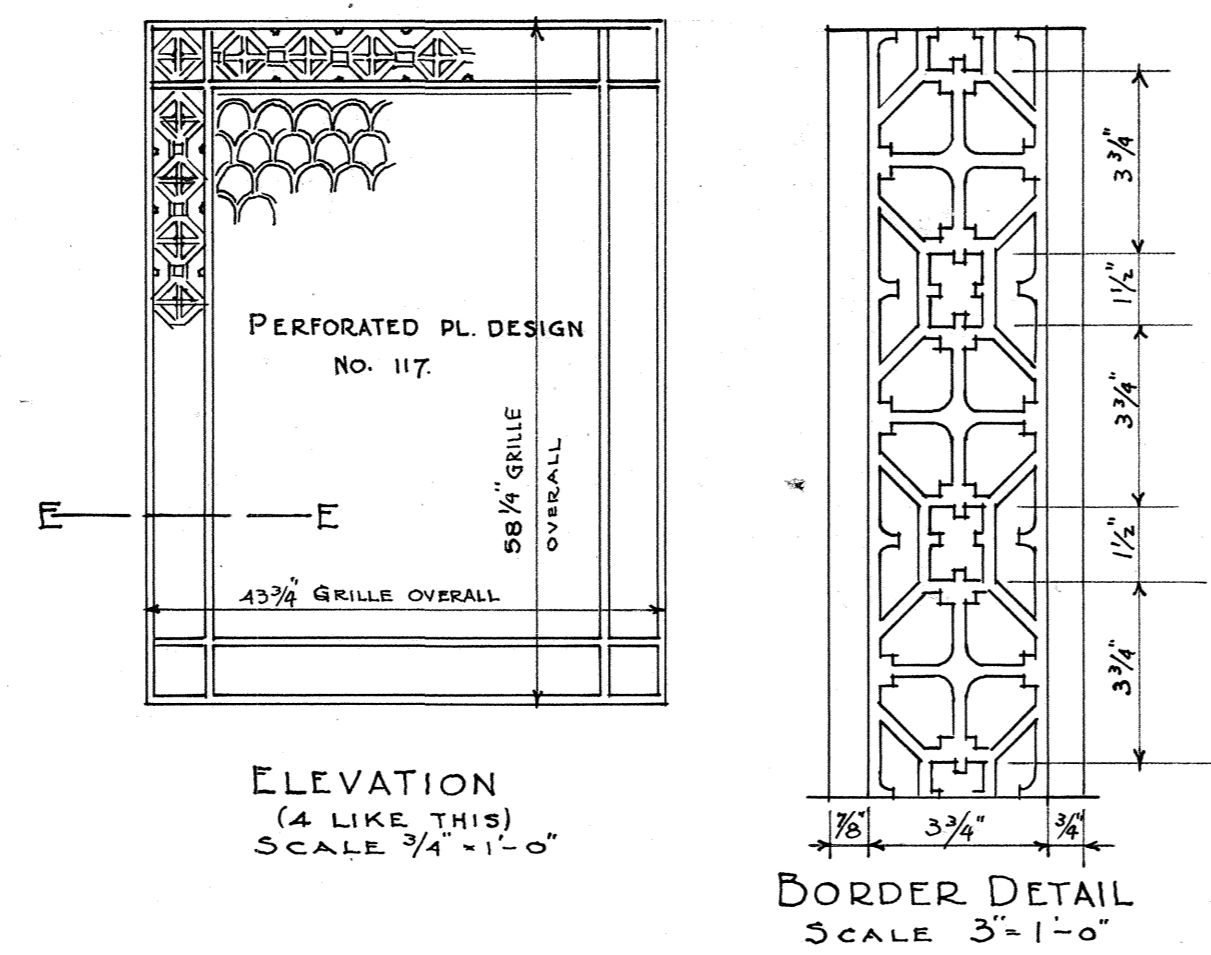 PERFORATED PL. DESIGN
NO. 117.
58 1/4" GRILLE
OVERALL
E E
43 3/4" GRILLE OVERALL
ELEVATION
(4 LIKE THIS)
SCALE 3/4" = 1'-0"
3 3/4"
1 1/2"
3 3/4"
1 1/2"
3 3/4"
7/8" 3 3/4" 3/4"
BORDER DETAIL
SCALE 3" = 1'-0"